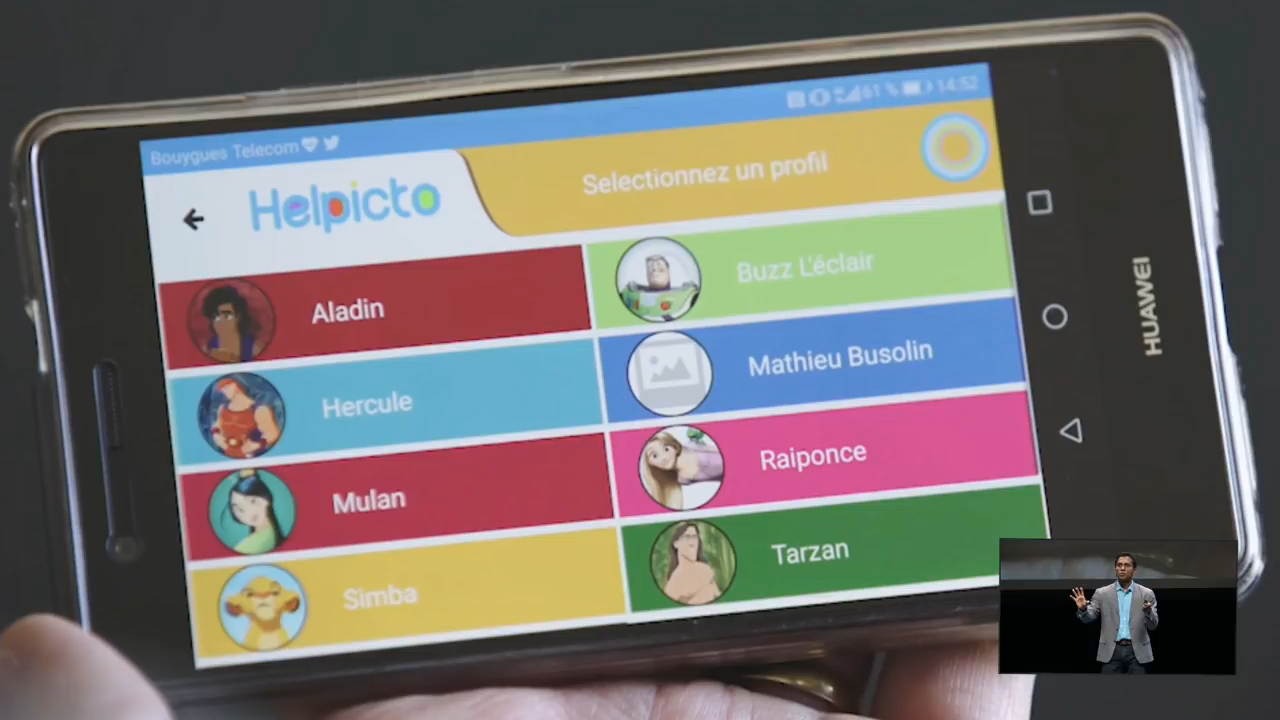 Bouygues Telecom
61 % 14:52
Helpicto
Selectionnez un profil
Aladin
Buzz L'éclair
Hercule
Mathieu Busolin
Mulan
Raiponce
Simba
Tarzan
HUAWEI